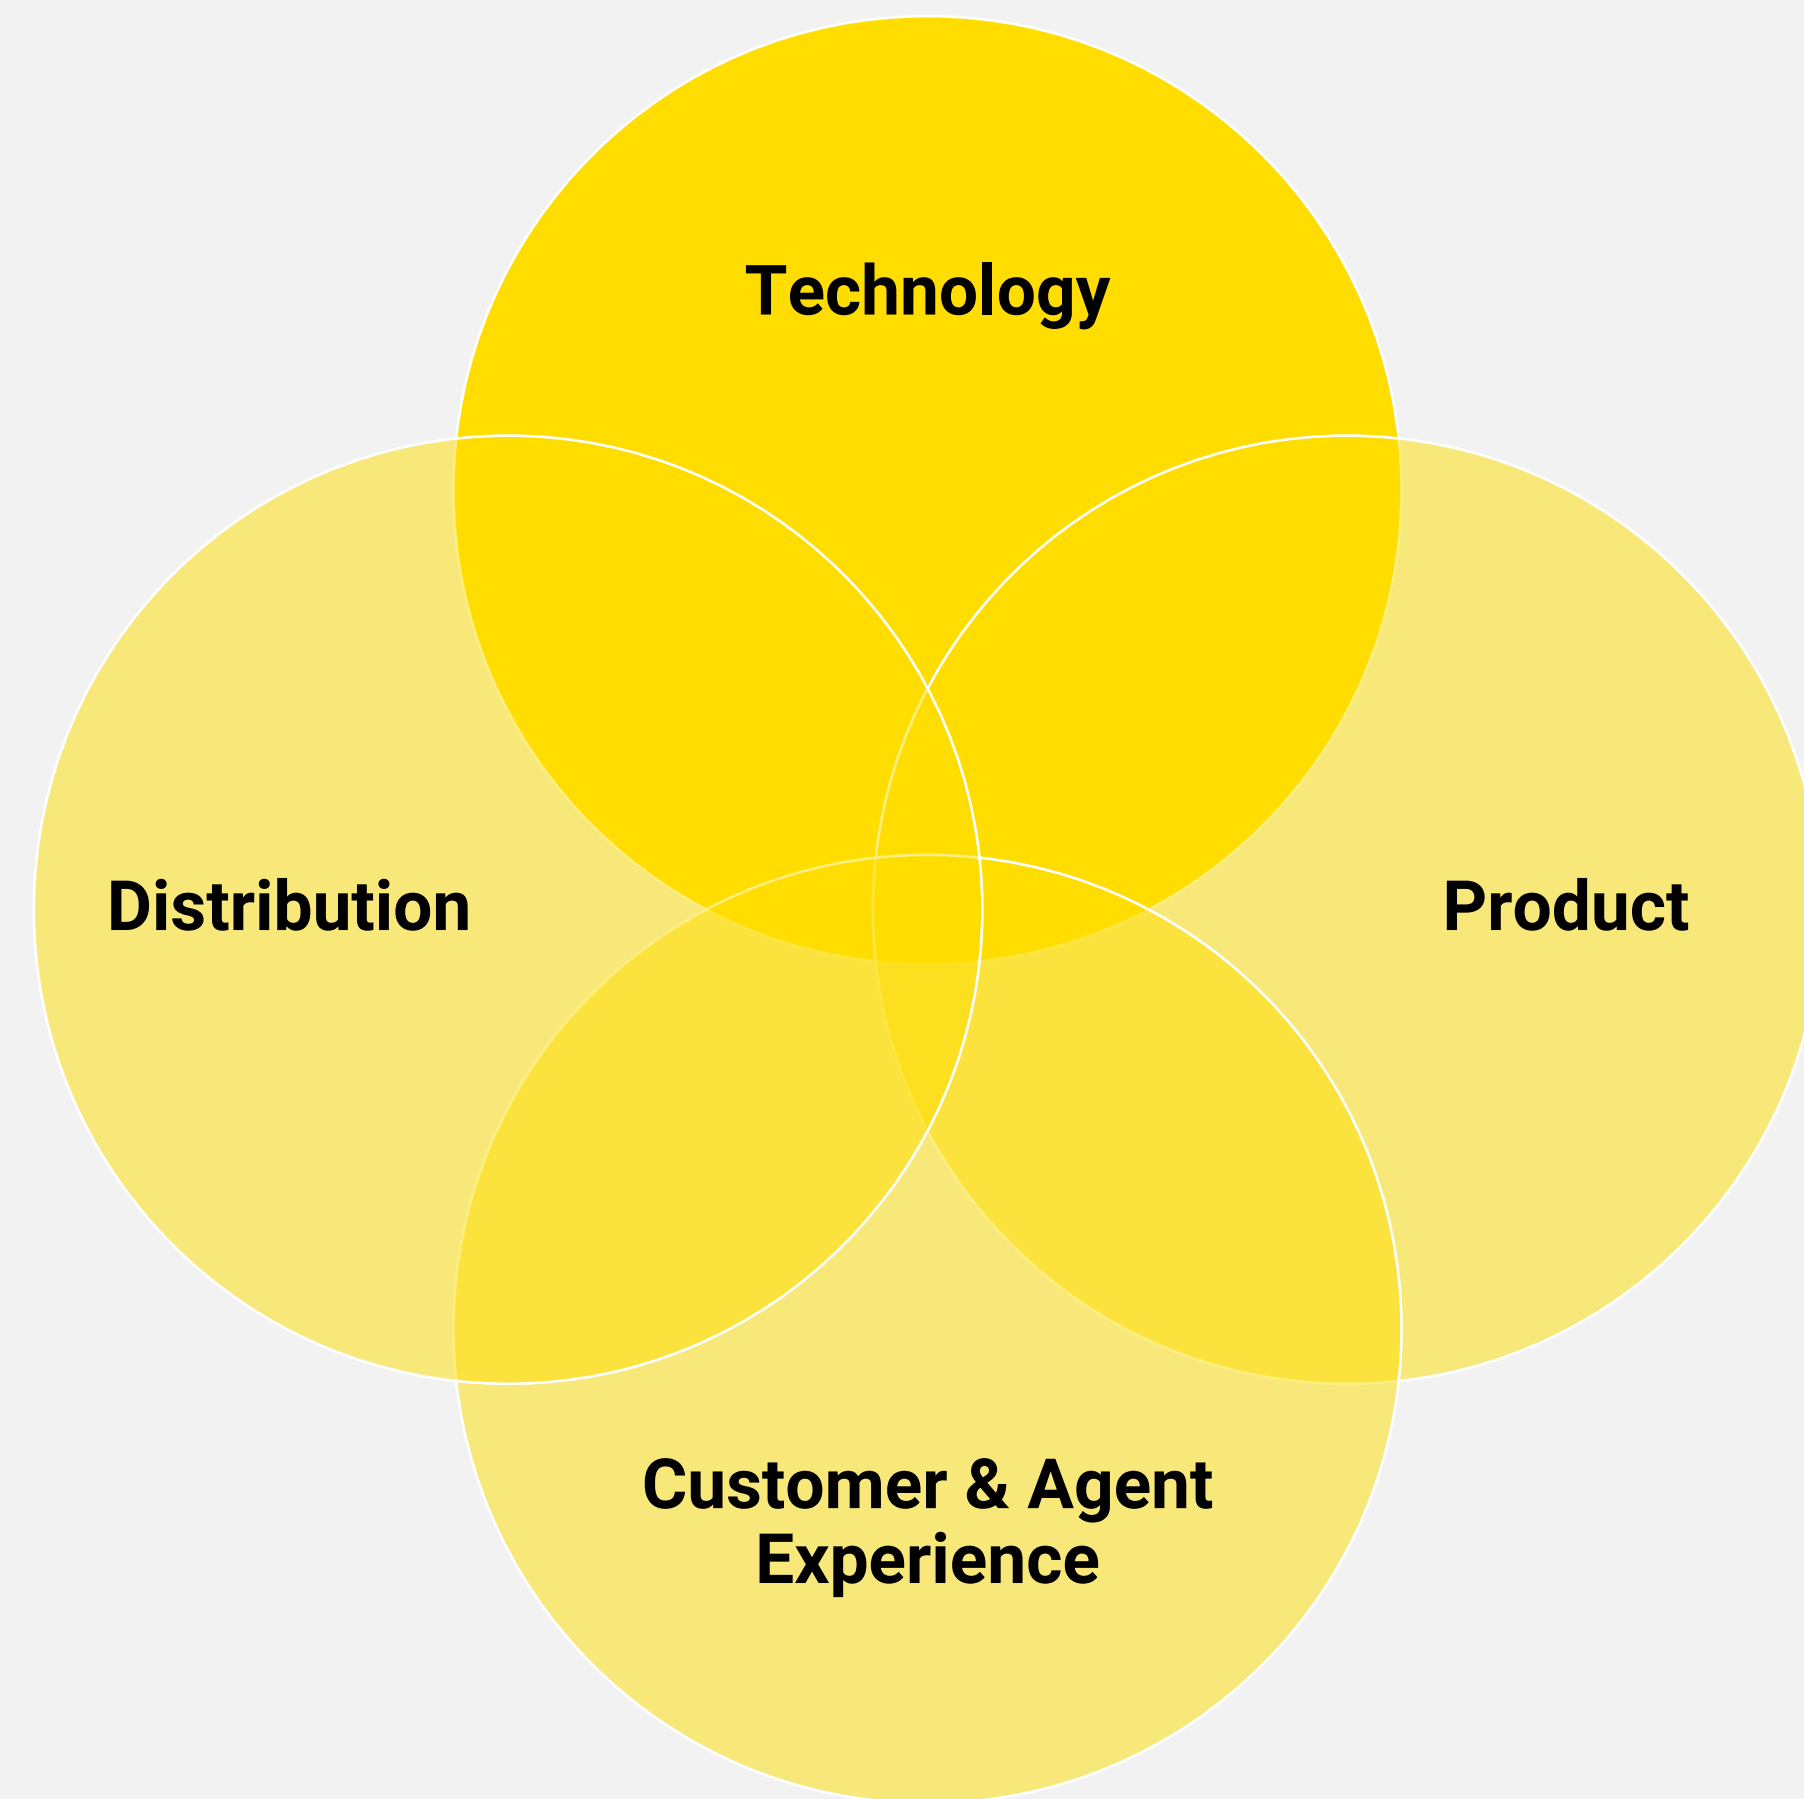 Technology
Distribution
Product
Customer & Agent
Experience